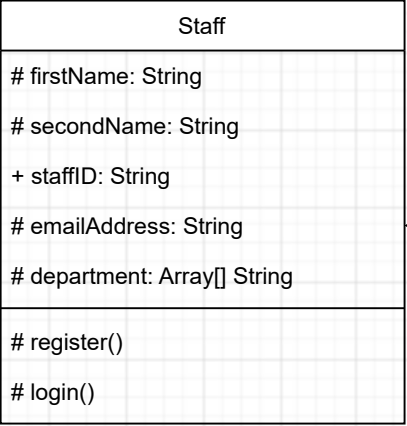 Staff
# firstName: String
# secondName: String
+ staffID: String
# emailAddress: String
# department: Array[] String
# register()
# login()